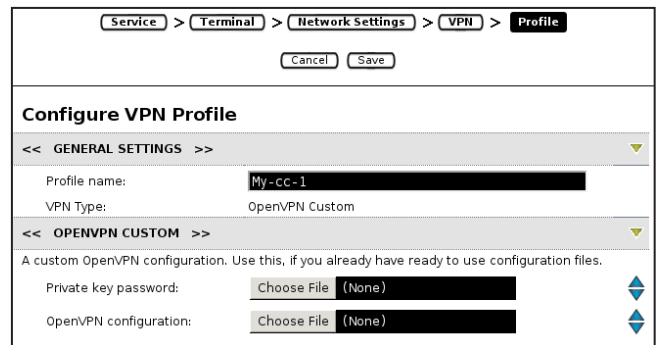 Service > Terminal > Network Settings > VPN > Profile
Cancel Save
Configure VPN Profile
<< GENERAL SETTINGS >>
Profile name: My-cc-1
VPN Type: OpenVPN Custom
<< OPENVPN CUSTOM >>
A custom OpenVPN configuration. Use this, if you already have ready to use configuration files.
Private key password: Choose File (None)
OpenVPN configuration: Choose File (None)